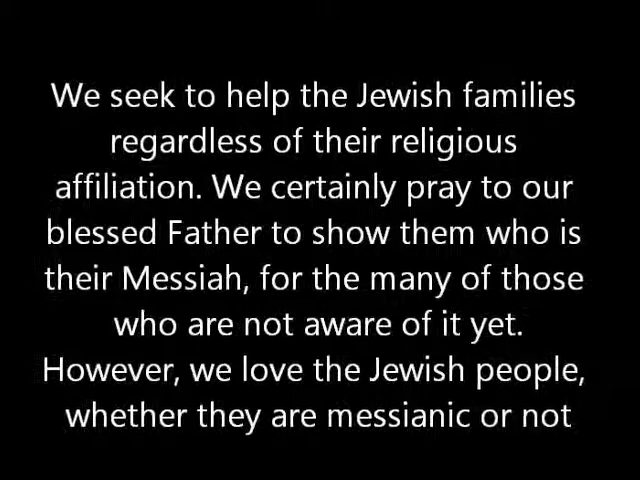 We seek to help the Jewish families
regardless of their religious
affiliation. We certainly pray to our
blessed Father to show them who is
their Messiah, for the many of those
who are not aware of it yet.
However, we love the Jewish people,
whether they are messianic or not